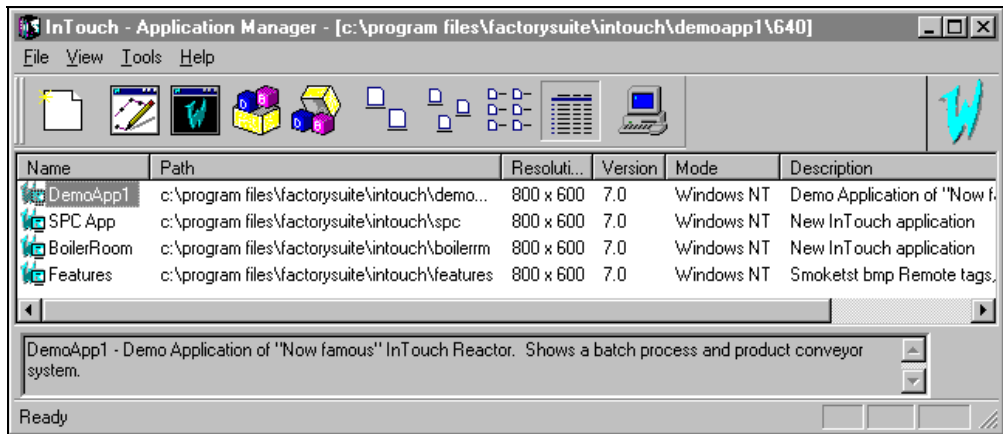 InTouch - Application Manager - [c:\program files\factorysuite\intouch\demoapp1\640]
File View Tools Help
Name Path Resoluti... Version Mode Description
DemoApp1 c:\program files\factorysuite\intouch\demo... 800 x 600 7.0 Windows NT Demo Application of "Now f
SPC App c:\program files\factorysuite\intouch\spc 800 x 600 7.0 Windows NT New InTouch application
BoilerRoom c:\program files\factorysuite\intouch\boilerrm 800 x 600 7.0 Windows NT New InTouch application
Features c:\program files\factorysuite\intouch\features 800 x 600 7.0 Windows NT Smoketst bmp Remote tags,
DemoApp1 - Demo Application of "Now famous" InTouch Reactor. Shows a batch process and product conveyor
system.
Ready